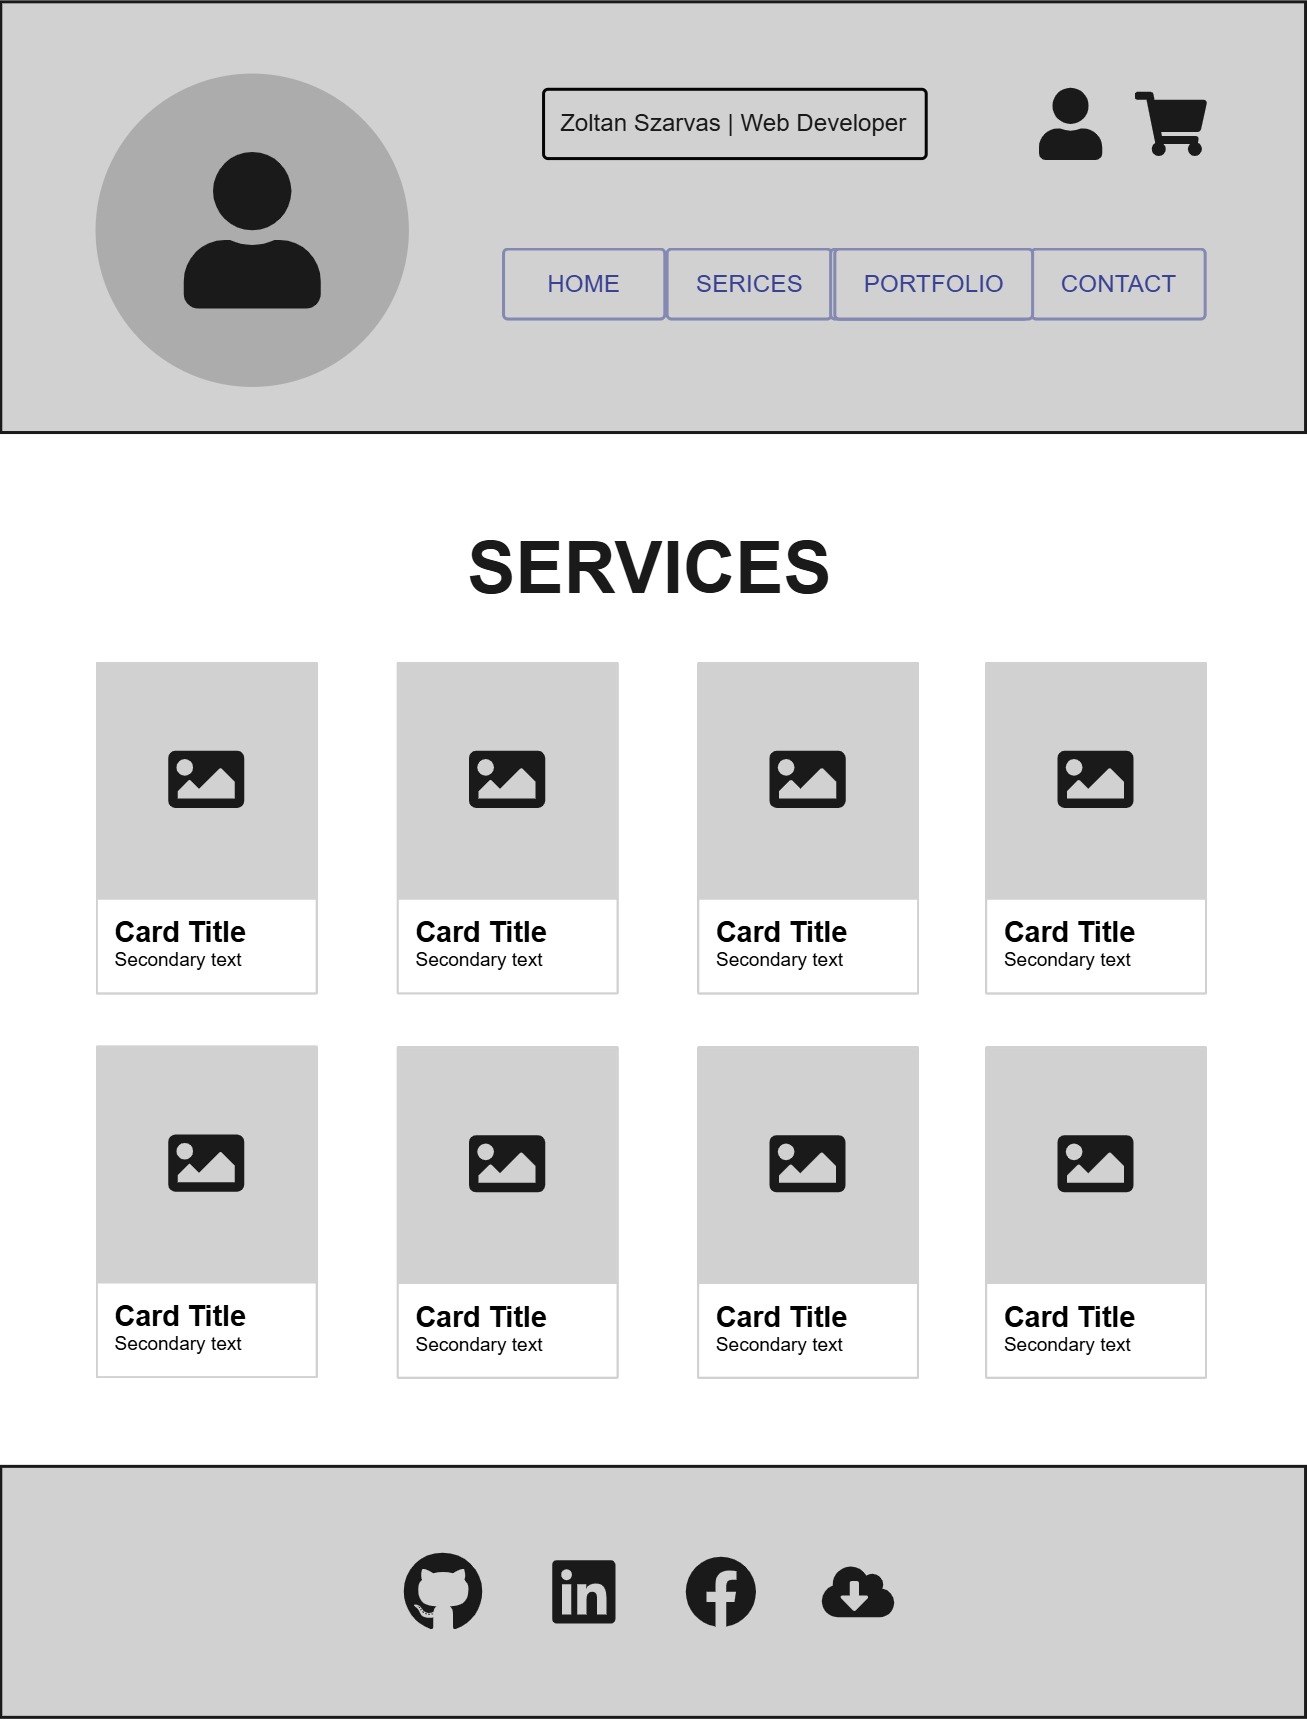 Zoltan Szarvas | Web Developer
HOME SERICES PORTFOLIO CONTACT
SERVICES
Card Title Card Title Card Title Card Title
Secondary text Secondary text Secondary text Secondary text
Card Title Card Title Card Title Card Title
Secondary text Secondary text Secondary text Secondary text
in